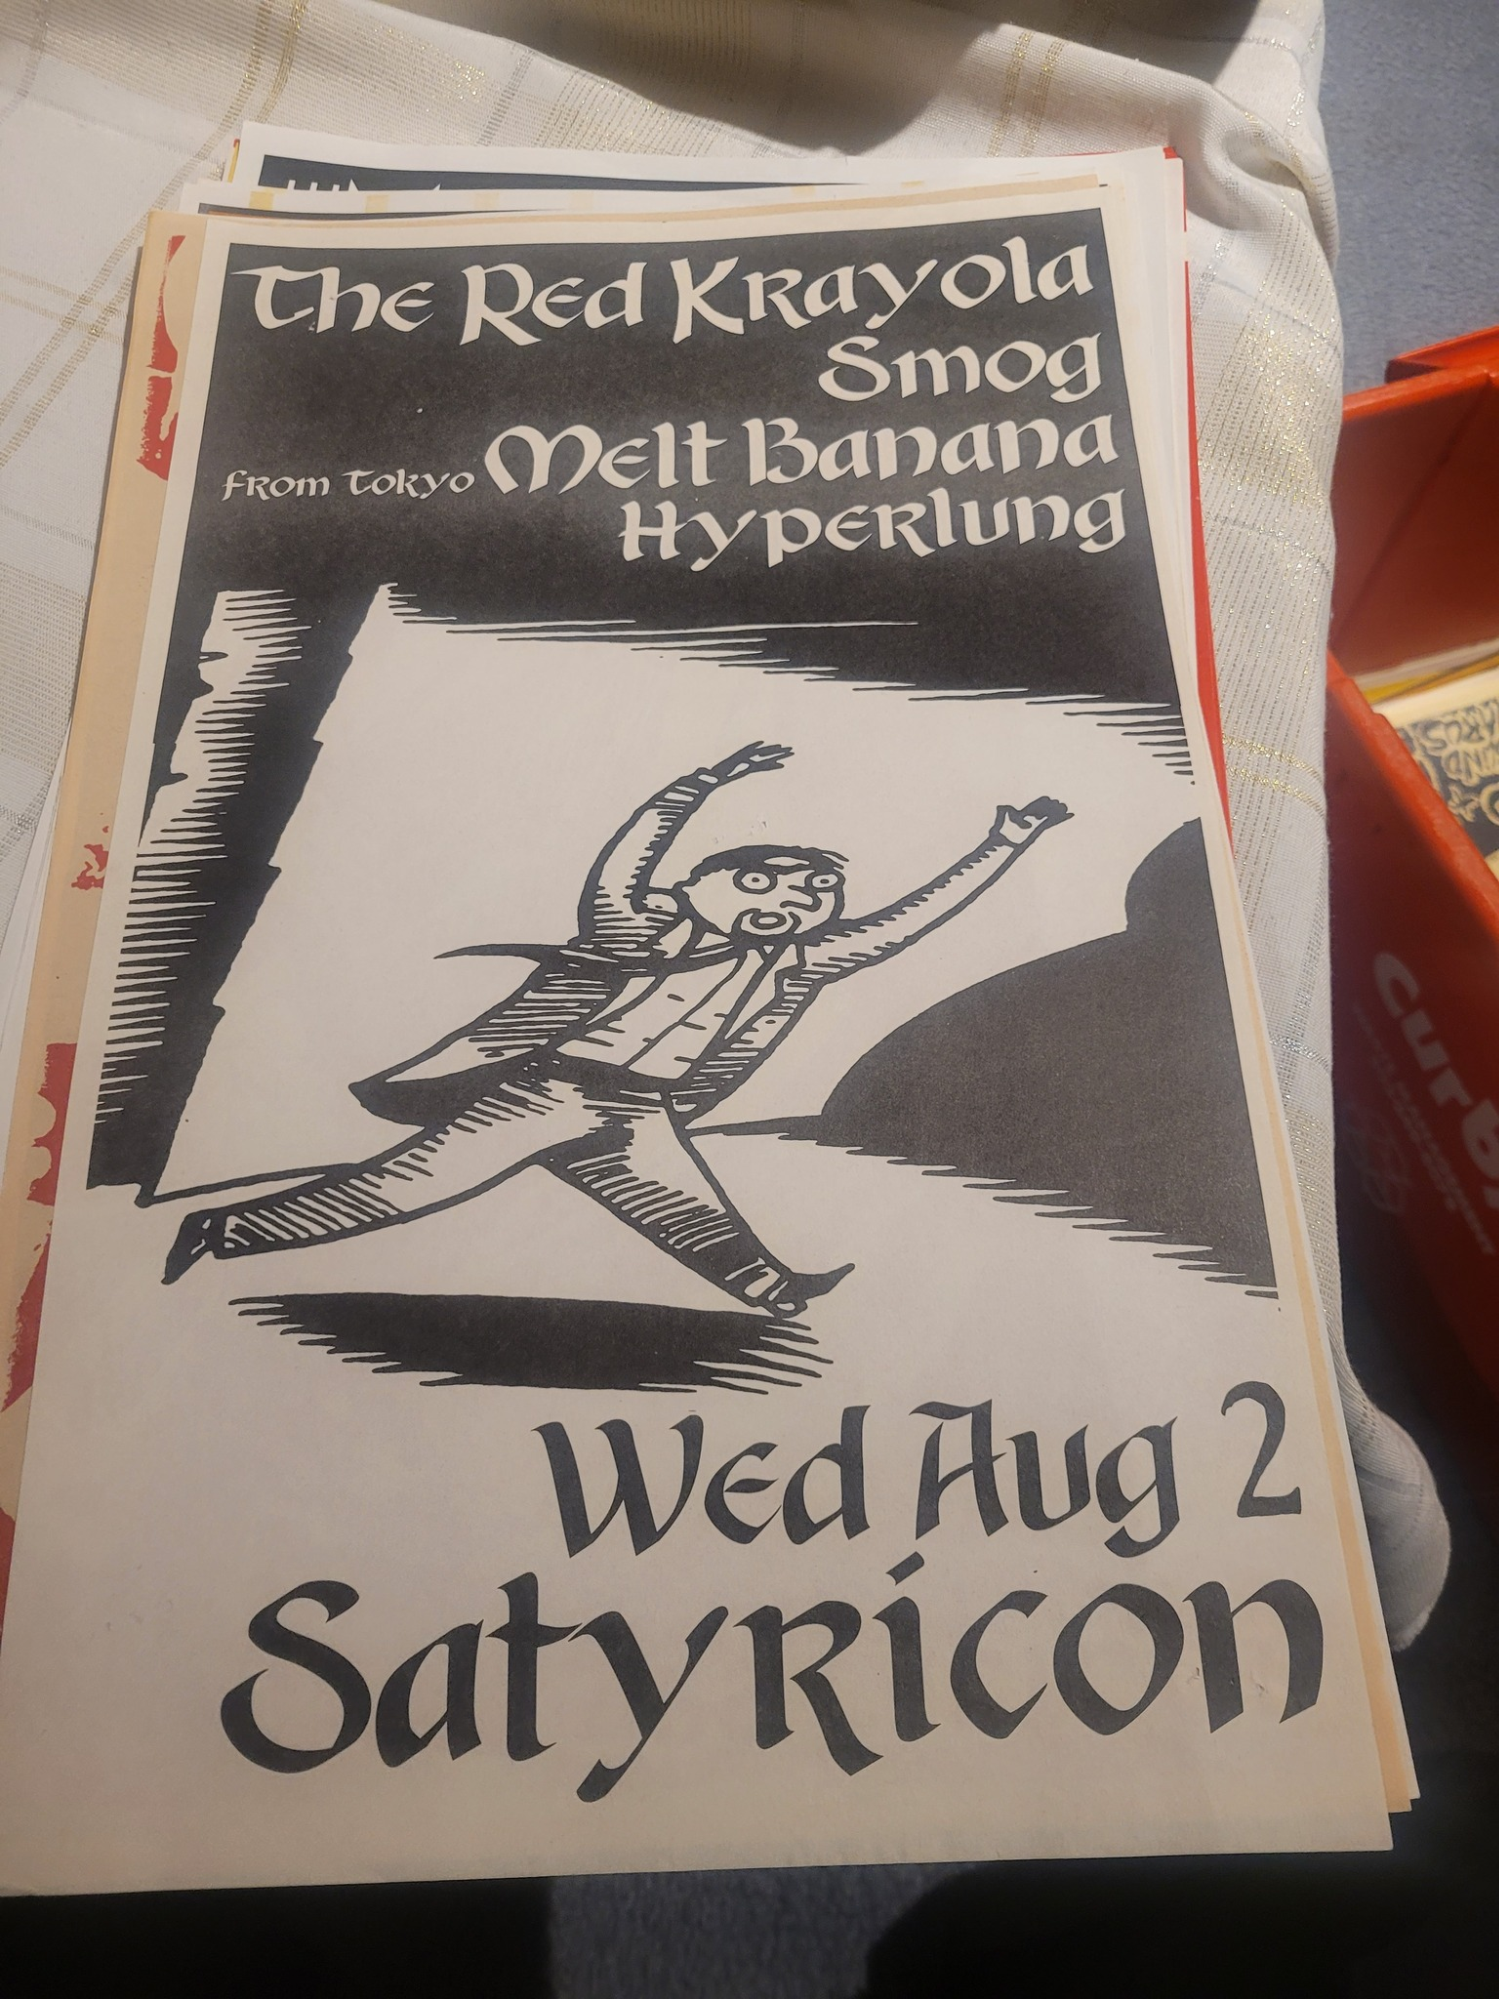 The Red Krayola
Smog
from Tokyo Melt Banana
Hyperlung
Wed Aug 2
Satyricon